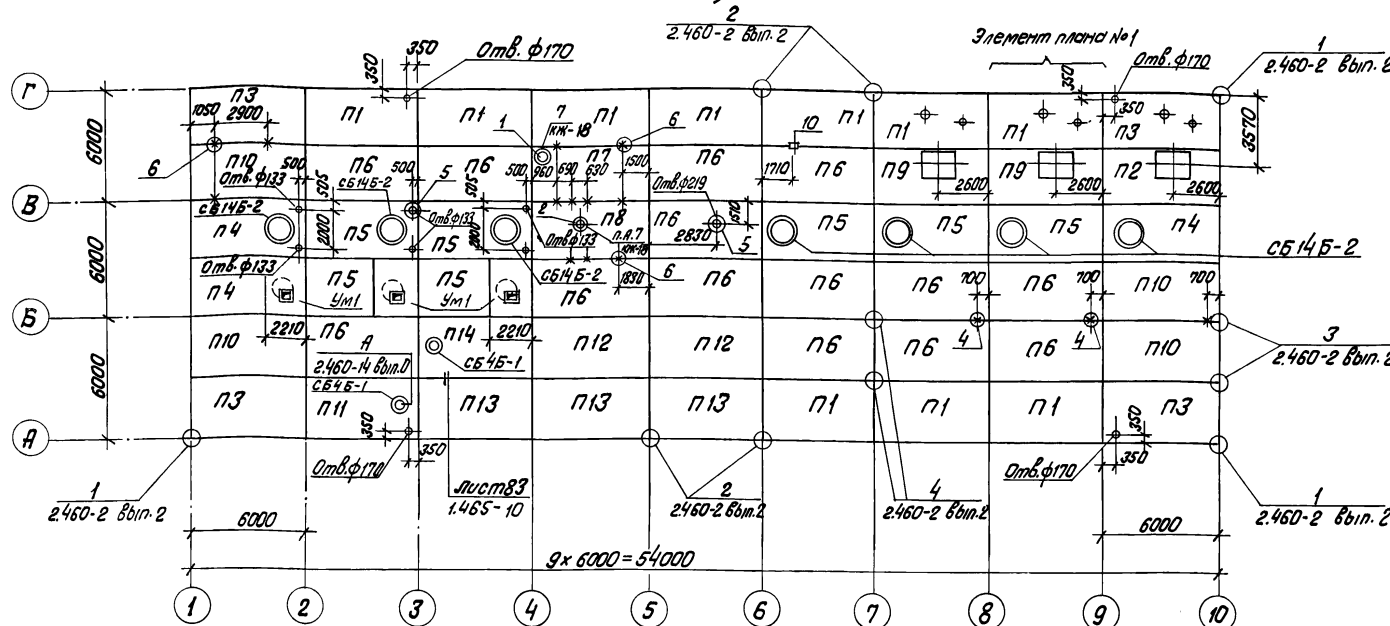 2
2.460-2 вып.2
Элемент плана №1
1
2.460-2 вып.2
350
350
Отв. ф170
350
Отв.ф170
350
3570
Г
6000
В
6000
Б
6000
А
П3
П1
П1
П1
П1
П1
П1
П1
П3
1050
2900
1
7
КЖ-18
6
10
6
П10
П6
П6
П7
П6
П6
П9
П9
П2
500
505
500
500
505
960
690
630
1500
1710
2600
2600
2600
Отв.ф133
СБ14Б-2
СБ14Б-2
5
Отв.ф133
2
Отв.ф133
Отв.ф219
1510
2000
2000
П4
П5
П5
П8
П6
П5
П5
П5
П4
п.а.7
КЖ-18
2830
5
СБ14Б-2
СБ14Б-2
6
1830
Отв.ф133
П4
П5
П5
П6
П6
П6
П6
П10
УМ1
УМ1
700
700
700
2210
2210
П10
П6
П14
П12
П12
П6
П6
П6
П10
4
4
3
2.460-2 вып.2
А
2.460-14 вып.0
СБ4Б-1
СБ4Б-1
П3
П11
П13
П13
П13
П1
П1
П1
П3
350
350
Отв.ф170
350
350
Отв.ф170
1
2.460-2 вып.2
Лист83
1.465-10
2
2.460-2 вып.2
4
2.460-2 вып.2
1
2.460-2 вып.2
6000
6000
9×6000=54000
1
2
3
4
5
6
7
8
9
10